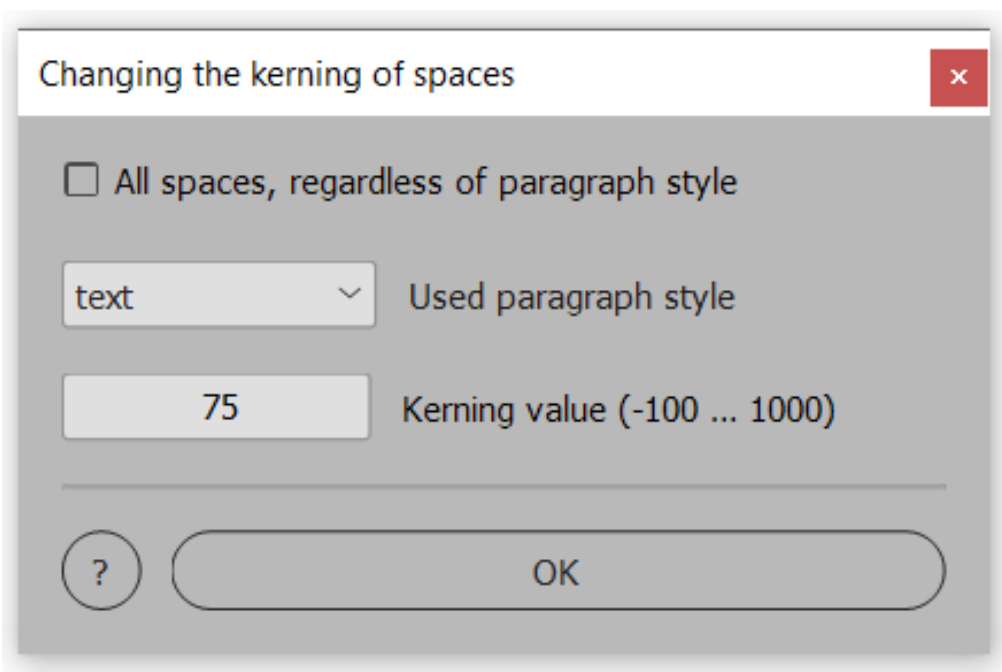 Changing the kerning of spaces
×
All spaces, regardless of paragraph style
text Used paragraph style
75 Kerning value (-100 ... 1000)
? OK